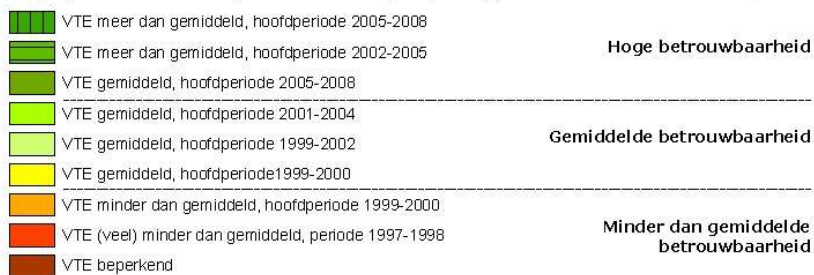 VTE meer dan gemiddeld, hoofdperiode 2005-2008
VTE meer dan gemiddeld, hoofdperiode 2002-2005
Hoge betrouwbaarheid
VTE gemiddeld, hoofdperiode 2005-2008
VTE gemiddeld, hoofdperiode 2001-2004
VTE gemiddeld, hoofdperiode 1999-2002
Gemiddelde betrouwbaarheid
VTE gemiddeld, hoofdperiode1999-2000
VTE minder dan gemiddeld, hoofdperiode 1999-2000
VTE (veel) minder dan gemiddeld, periode 1997-1998
Minder dan gemiddelde
betrouwbaarheid
VTE beperkend